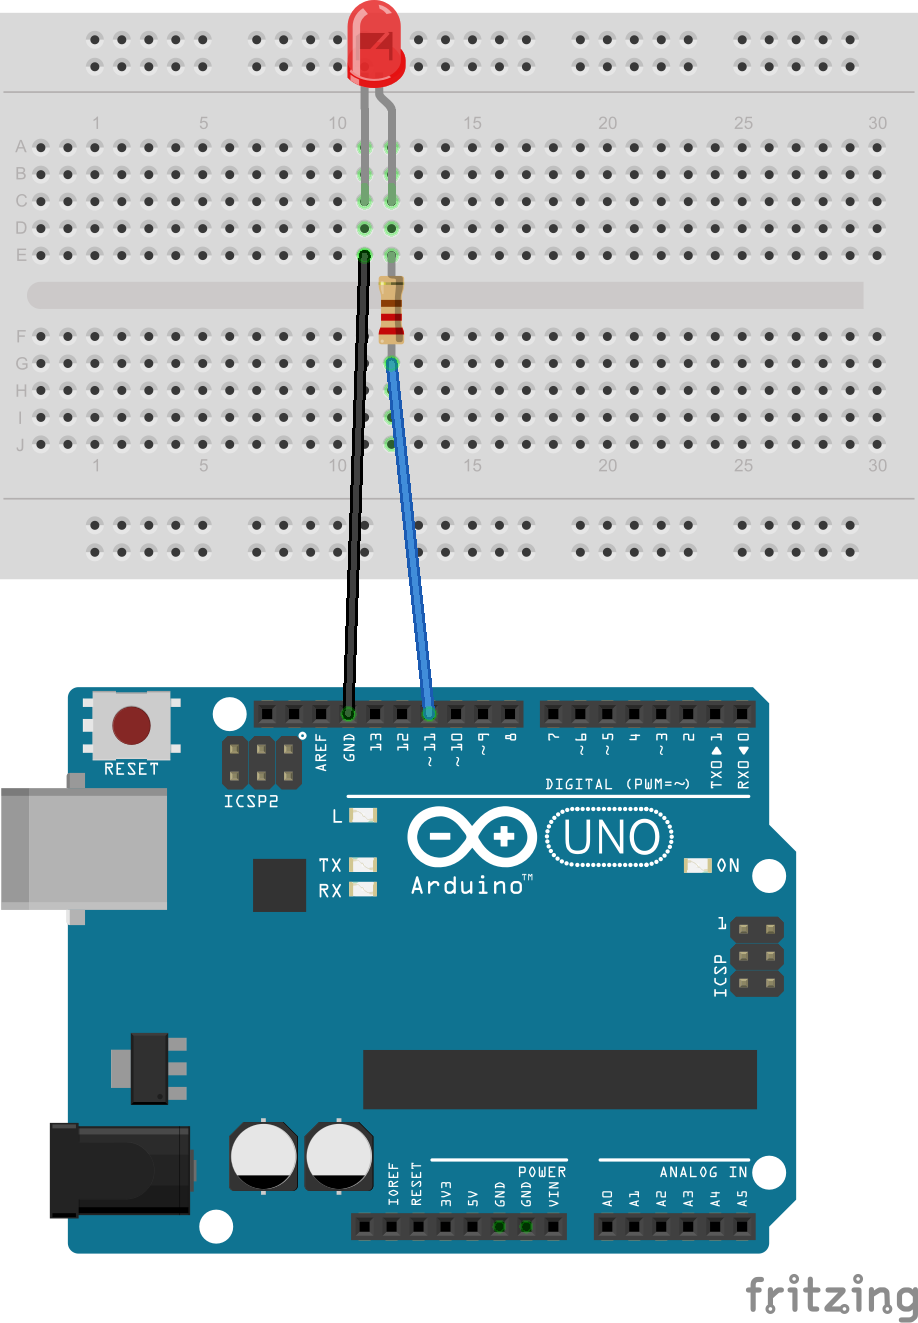 1 5 10 15 20 25 30
A
B
C
D
E
F
G
H
I
J
1 5 10 15 20 25 30
RESET
ICSP2
AREF
GND
13
12
~11
~10
~9
8
7
~6
~5
4
~3
2
TX0▶1
RX0◀0
DIGITAL (PWM=~)
L
TX
RX
UNO
Arduino™
ON
1
ICSP
POWER
ANALOG IN
IOREF
RESET
3V3
5V
GND
GND
VIN
A0
A1
A2
A3
A4
A5
fritzing